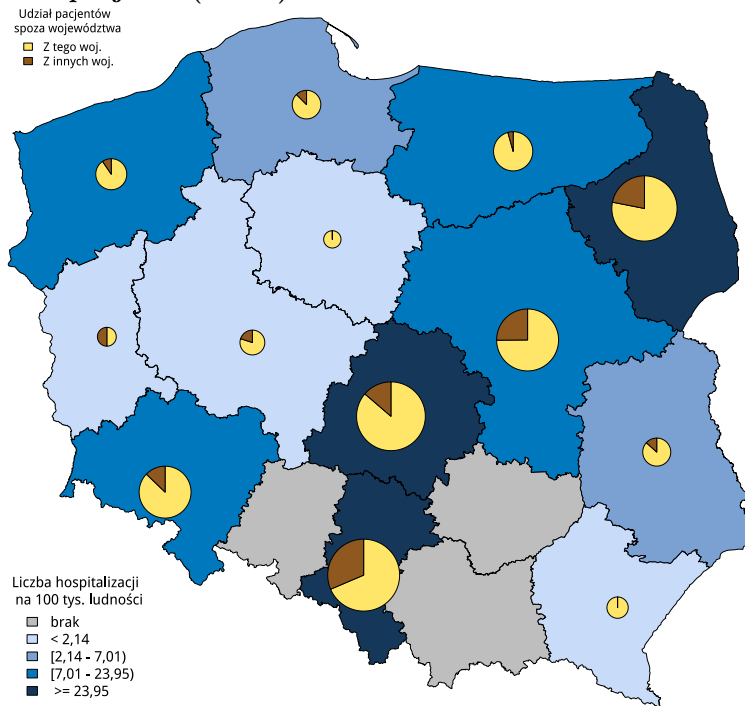 Udział pacjentów
spoza województwa
Z tego woj.
Z innych woj.
Liczba hospitalizacji
na 100 tys. ludności
brak
< 2,14
[2,14 - 7,01)
[7,01 - 23,95)
>= 23,95